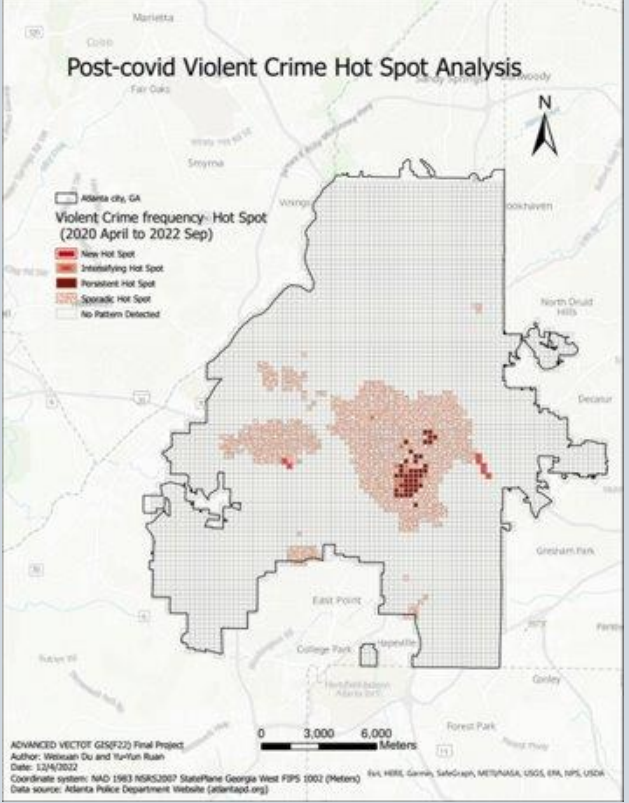 Marietta
Cobb
Post-covid Violent Crime Hot Spot Analysis
Sandy Springs
Dunwoody
Fair Oaks
N
Smyrna
Atlanta city, GA
Vinings
ookhaven
Violent Crime frequency- Hot Spot
(2020 April to 2022 Sep)
New Hot Spot
Intensifying Hot Spot
Persistent Hot Spot
Sporadic Hot Spot
No Pattern Detected
North Druid
Hills
Decatur
Gresham Park
East Point
College Park
Hapeville
Conley
Forest Park
0 3,000 6,000
Meters
ADVANCED VECTOT GIS(F22) Final Project
Author: Weixuan Du and Yu-Yun Ruan
Date: 12/4/2022
Coordinate system: NAD 1983 NSRS2007 StatePlane Georgia West FIPS 1002 (Meters)
Esri, HERE, Garmin, SafeGraph, METI/NASA, USGS, EPA, NPS, USDA
Data source: Atlanta Police Department Website (atlantapd.org)